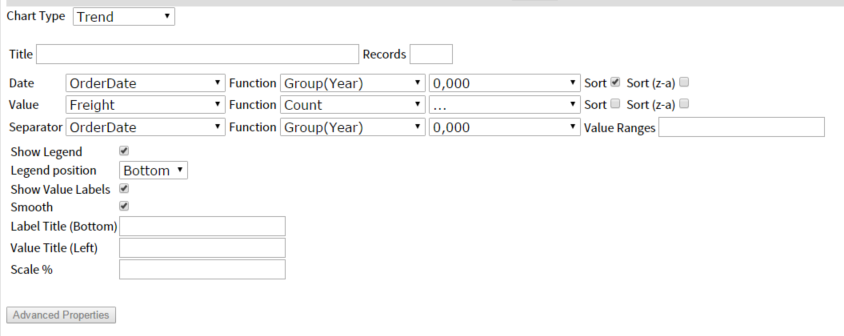 Chart Type Trend
Title Records
Date OrderDate Function Group(Year) 0,000 Sort Sort (z-a)
Value Freight Function Count ... Sort Sort (z-a)
Separator OrderDate Function Group(Year) 0,000 Value Ranges
Show Legend
Legend position Bottom
Show Value Labels
Smooth
Label Title (Bottom)
Value Title (Left)
Scale %
Advanced Properties